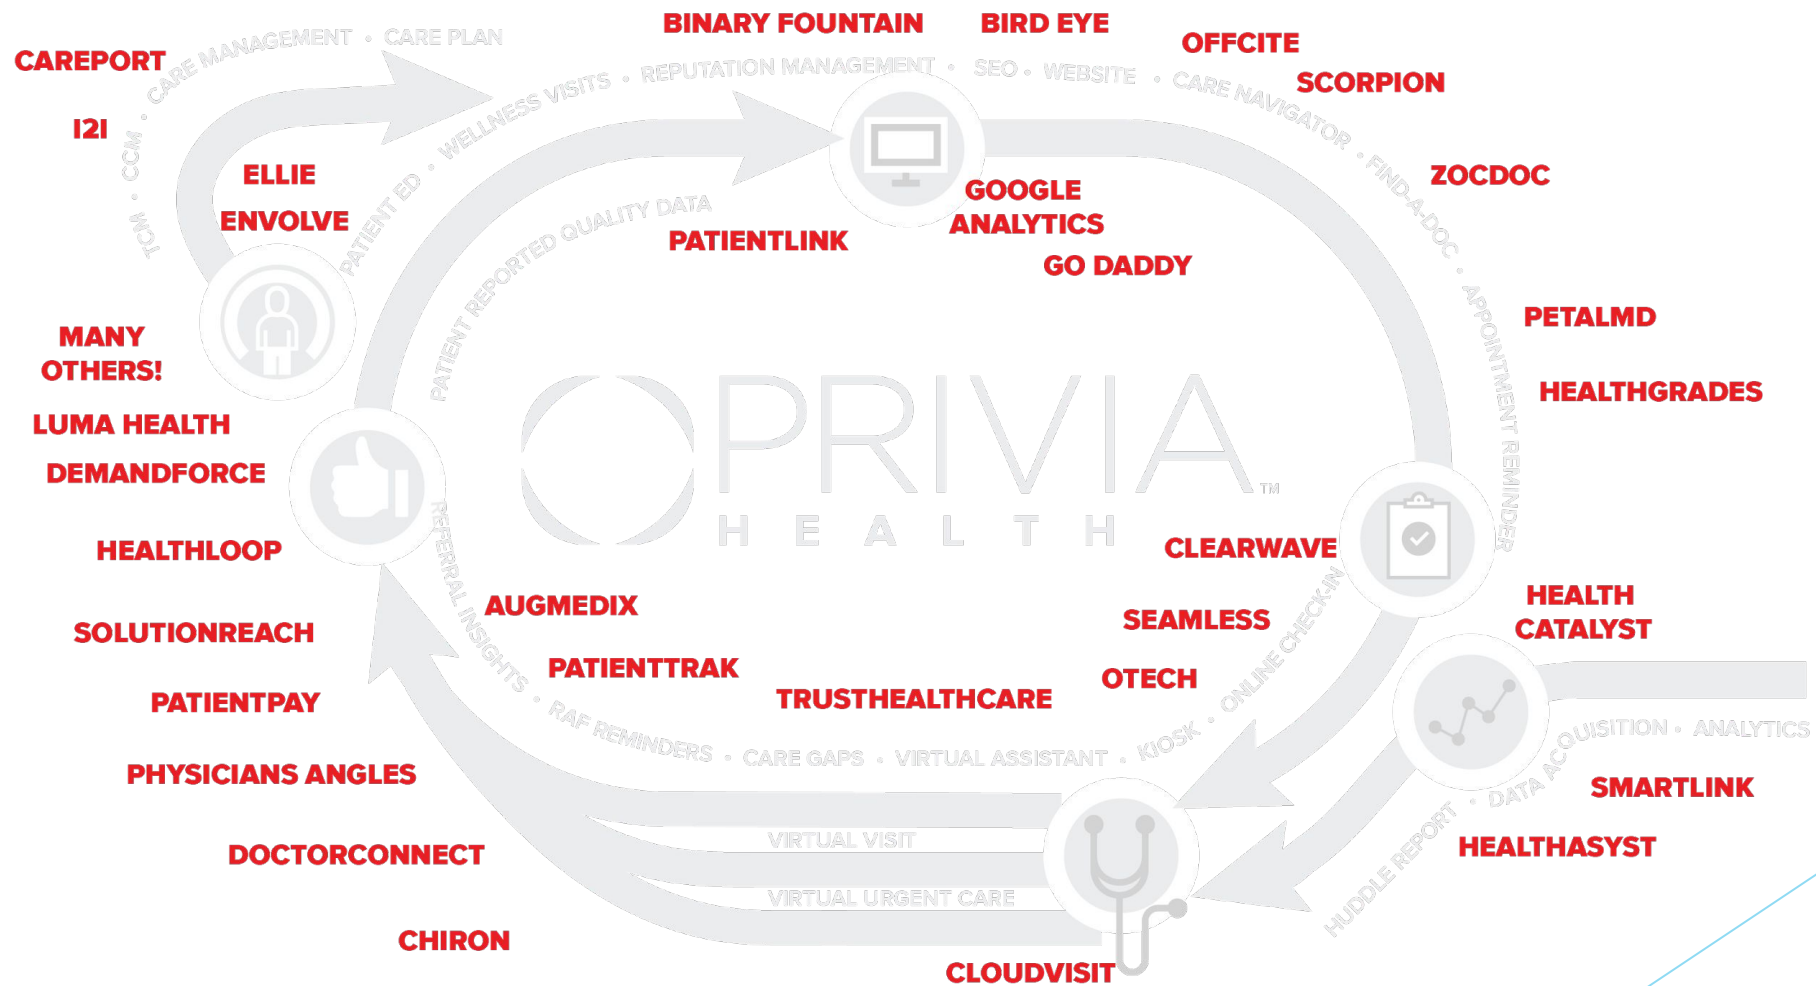 BINARY FOUNTAIN
BIRD EYE
OFFCITE
CAREPORT
CARE MANAGEMENT • CARE PLAN
WELLNESS VISITS • REPUTATION MANAGEMENT • SEO • WEBSITE • CARE NAVIGATOR • FIND-A-DOC • APPOINTMENT REMINDER
SCORPION
I2I
TCM • CCM •
ELLIE
PATIENT ED •
ZOCDOC
ENVOLVE
GOOGLE
ANALYTICS
PATIENT REPORTED QUALITY DATA
PATIENTLINK
GO DADDY
PETALMD
MANY
OTHERS!
HEALTHGRADES
LUMA HEALTH
PRIVIA™
HEALTH
DEMANDFORCE
HEALTHLOOP
CLEARWAVE
AUGMEDIX
SEAMLESS
HEALTH
CATALYST
SOLUTIONREACH
PATIENTTRAK
OTECH
TRUSTHEALTHCARE
PATIENTPAY
REFERRAL INSIGHTS • RAF REMINDERS • CARE GAPS • VIRTUAL ASSISTANT • KIOSK • ONLINE CHECK-IN
PHYSICIANS ANGLES
HUDDLE REPORT • DATA ACQUISITION • ANALYTICS
SMARTLINK
VIRTUAL VISIT
HEALTHASYST
DOCTORCONNECT
VIRTUAL URGENT CARE
CHIRON
CLOUDVISIT